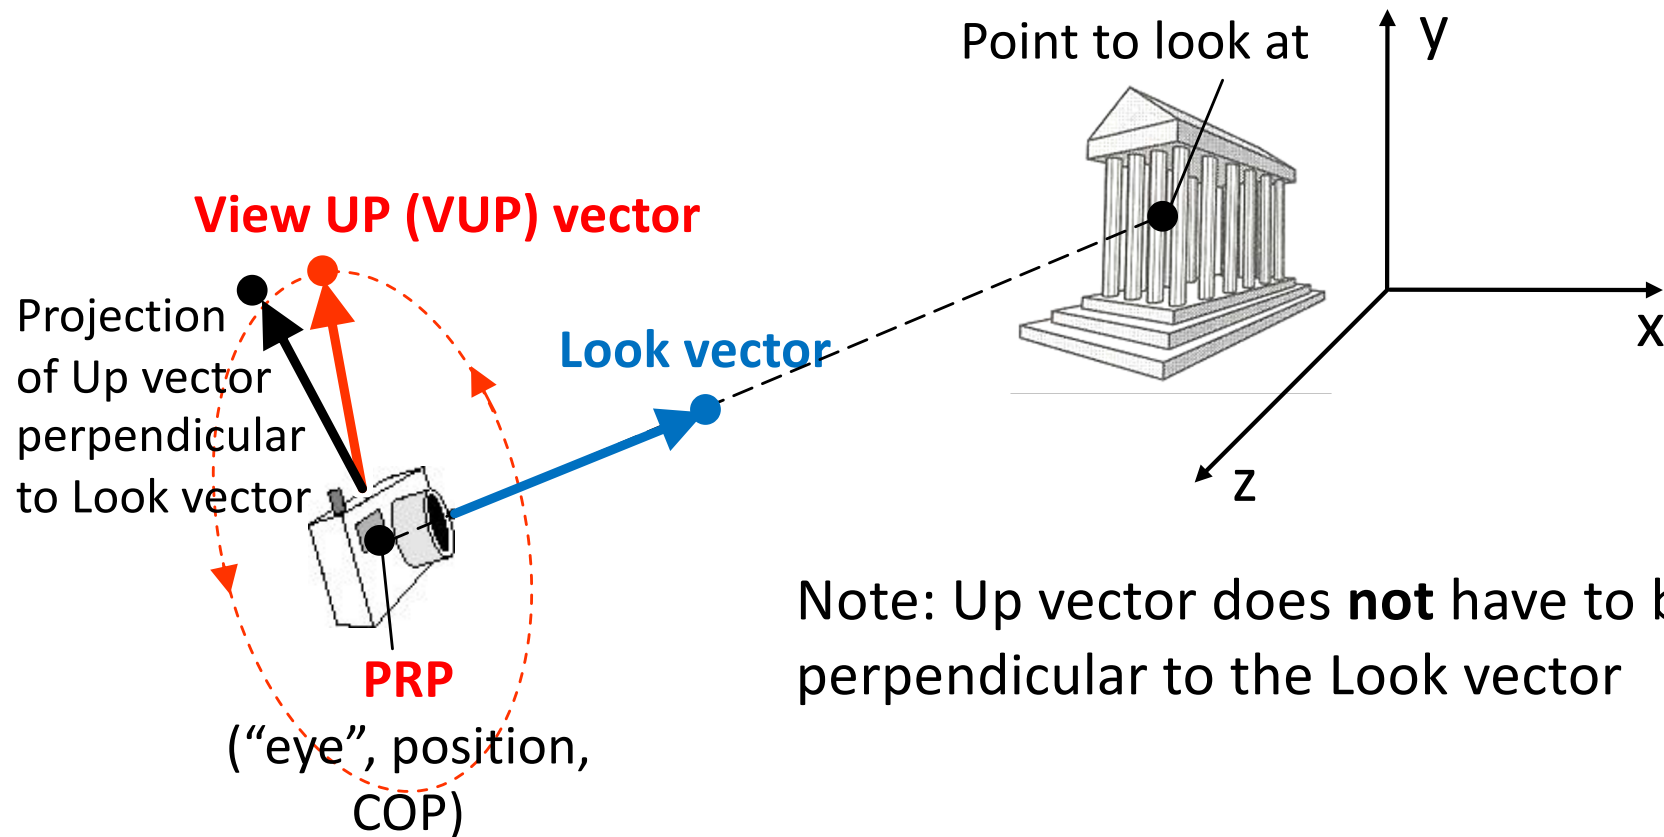 Point to look at
y
View UP (VUP) vector
Projection
of Up vector
perpendicular
to Look vector
Look vector
x
z
Note: Up vector does not have to
perpendicular to the Look vector
PRP
(“eye”, position,
COP)